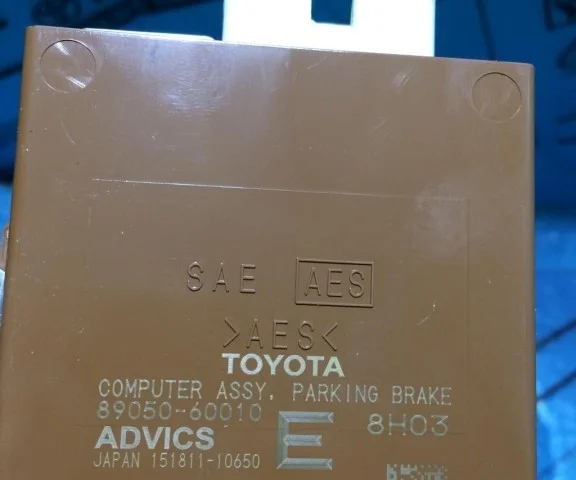 SAE AES
>AES<
TOYOTA
COMPUTER ASSY, PARKING BRAKE
89050-60010 E 8H03
ADVICS
JAPAN 151811-10650